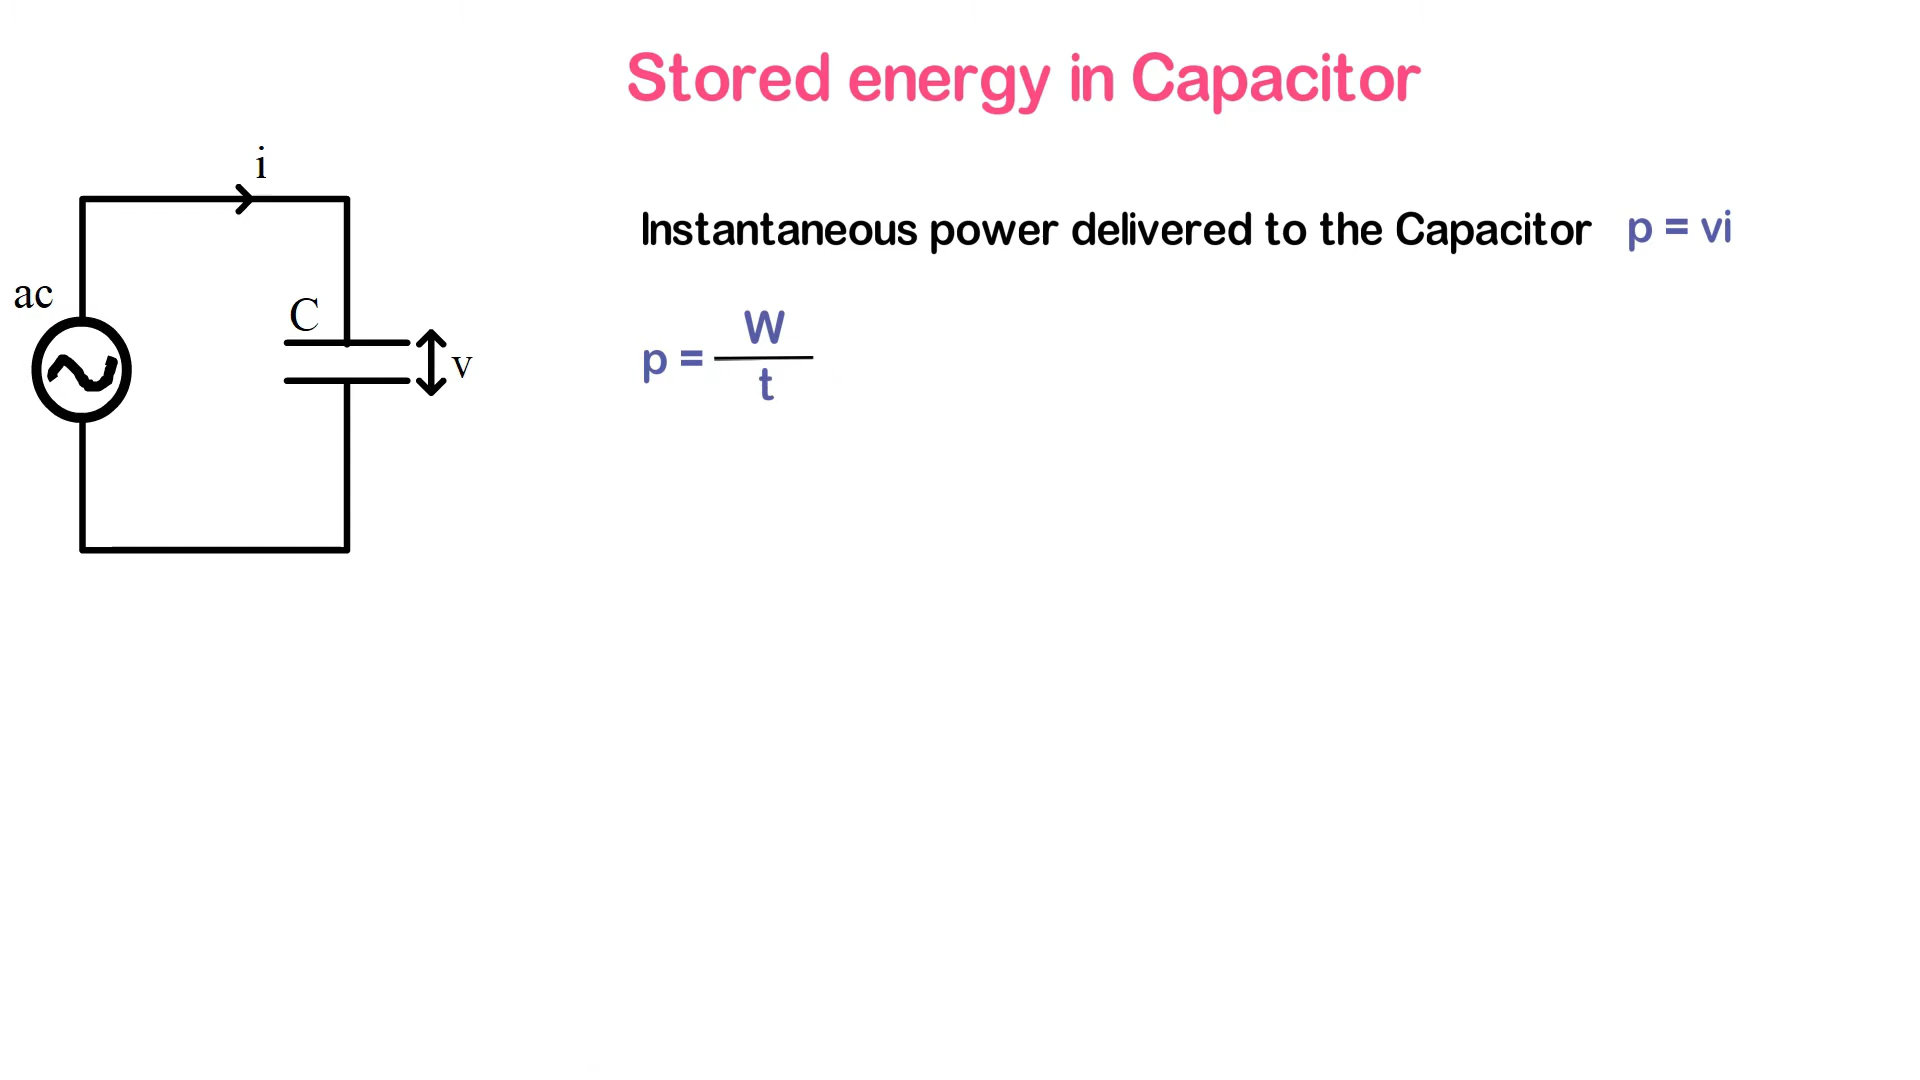 Stored energy in Capacitor
i
Instantaneous power delivered to the Capacitor p = vi
ac
C
v
p = W
t